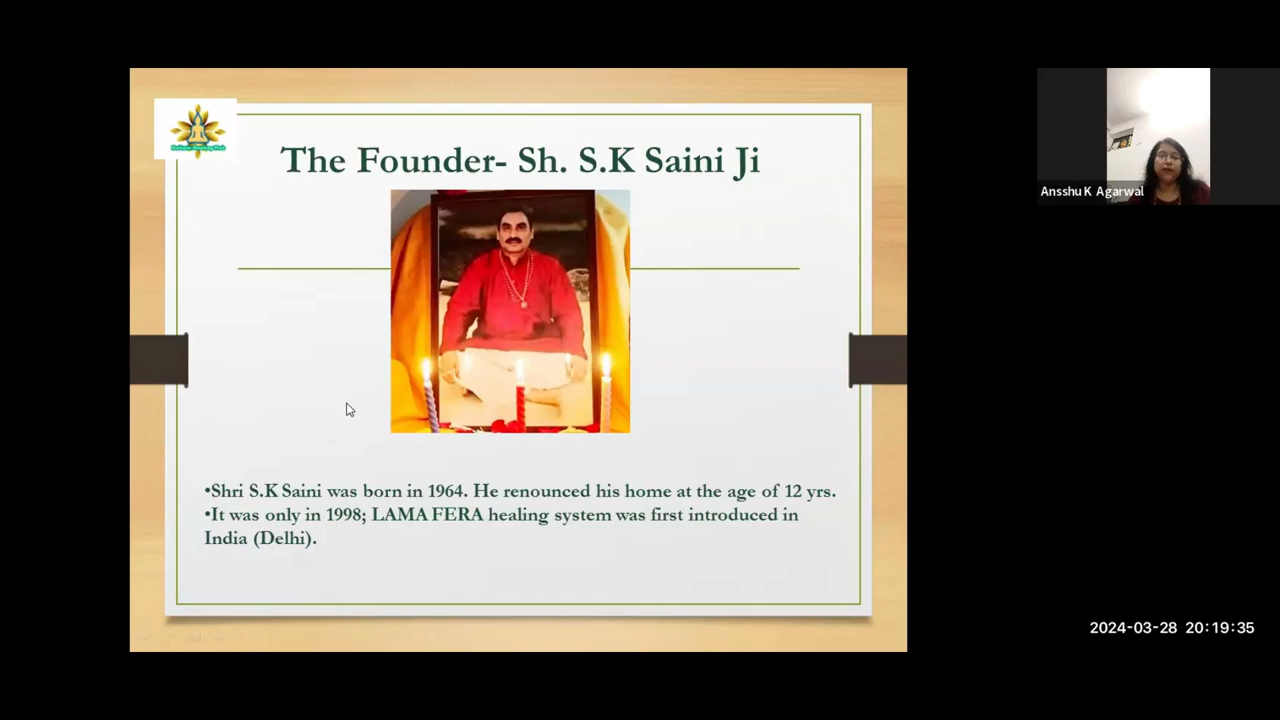 The Founder- Sh. S.K Saini Ji
•Shri S.K Saini was born in 1964. He renounced his home at the age of 12 yrs.
•It was only in 1998; LAMA FERA healing system was first introduced in
India (Delhi).
Ansshu K Agarwal
2024-03-28 20:19:35